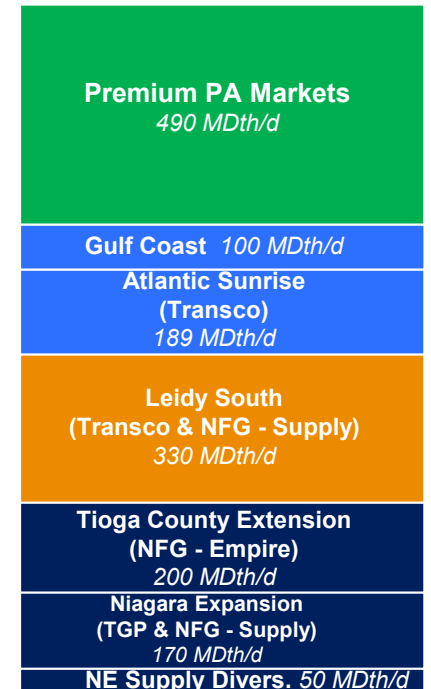 Premium PA Markets
490 MDth/d
Gulf Coast 100 MDth/d
Atlantic Sunrise
(Transco)
189 MDth/d
Leidy South
(Transco & NFG - Supply)
330 MDth/d
Tioga County Extension
(NFG - Empire)
200 MDth/d
Niagara Expansion
(TGP & NFG - Supply)
170 MDth/d
NE Supply Divers. 50 MDth/d